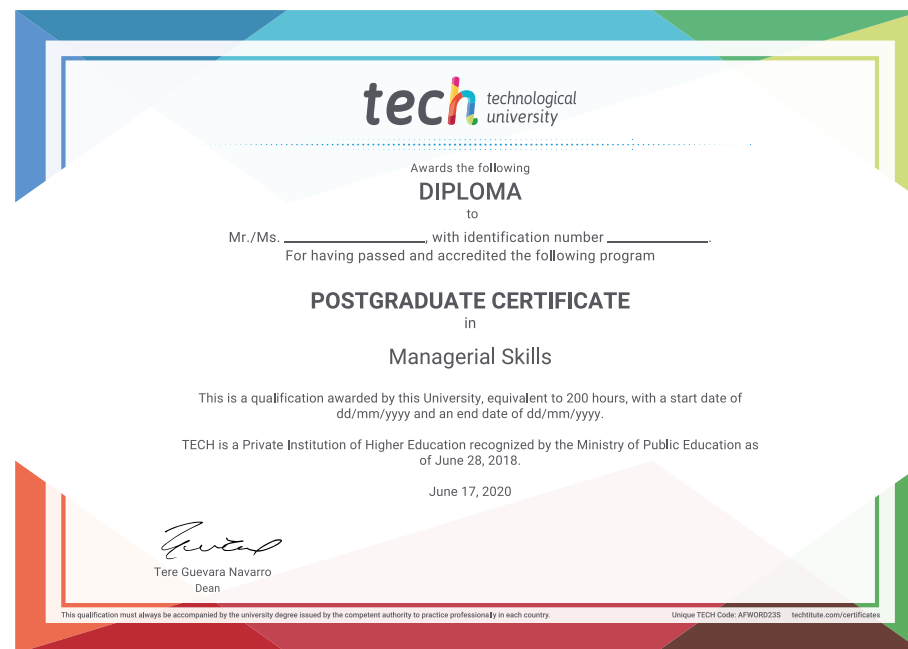 tech technological
university
Awards the following
DIPLOMA
to
Mr./Ms. ____________________, with identification number ______________.
For having passed and accredited the following program
POSTGRADUATE CERTIFICATE
in
Managerial Skills
This is a qualification awarded by this University, equivalent to 200 hours, with a start date of
dd/mm/yyyy and an end date of dd/mm/yyyy.
TECH is a Private Institution of Higher Education recognized by the Ministry of Public Education as
of June 28, 2018.
June 17, 2020
Tere Guevara Navarro
Dean
This qualification must always be accompanied by the university degree issued by the competent authority to practice professionally in each country. Unique TECH Code: AFWORD23S techtitute.com/certificates